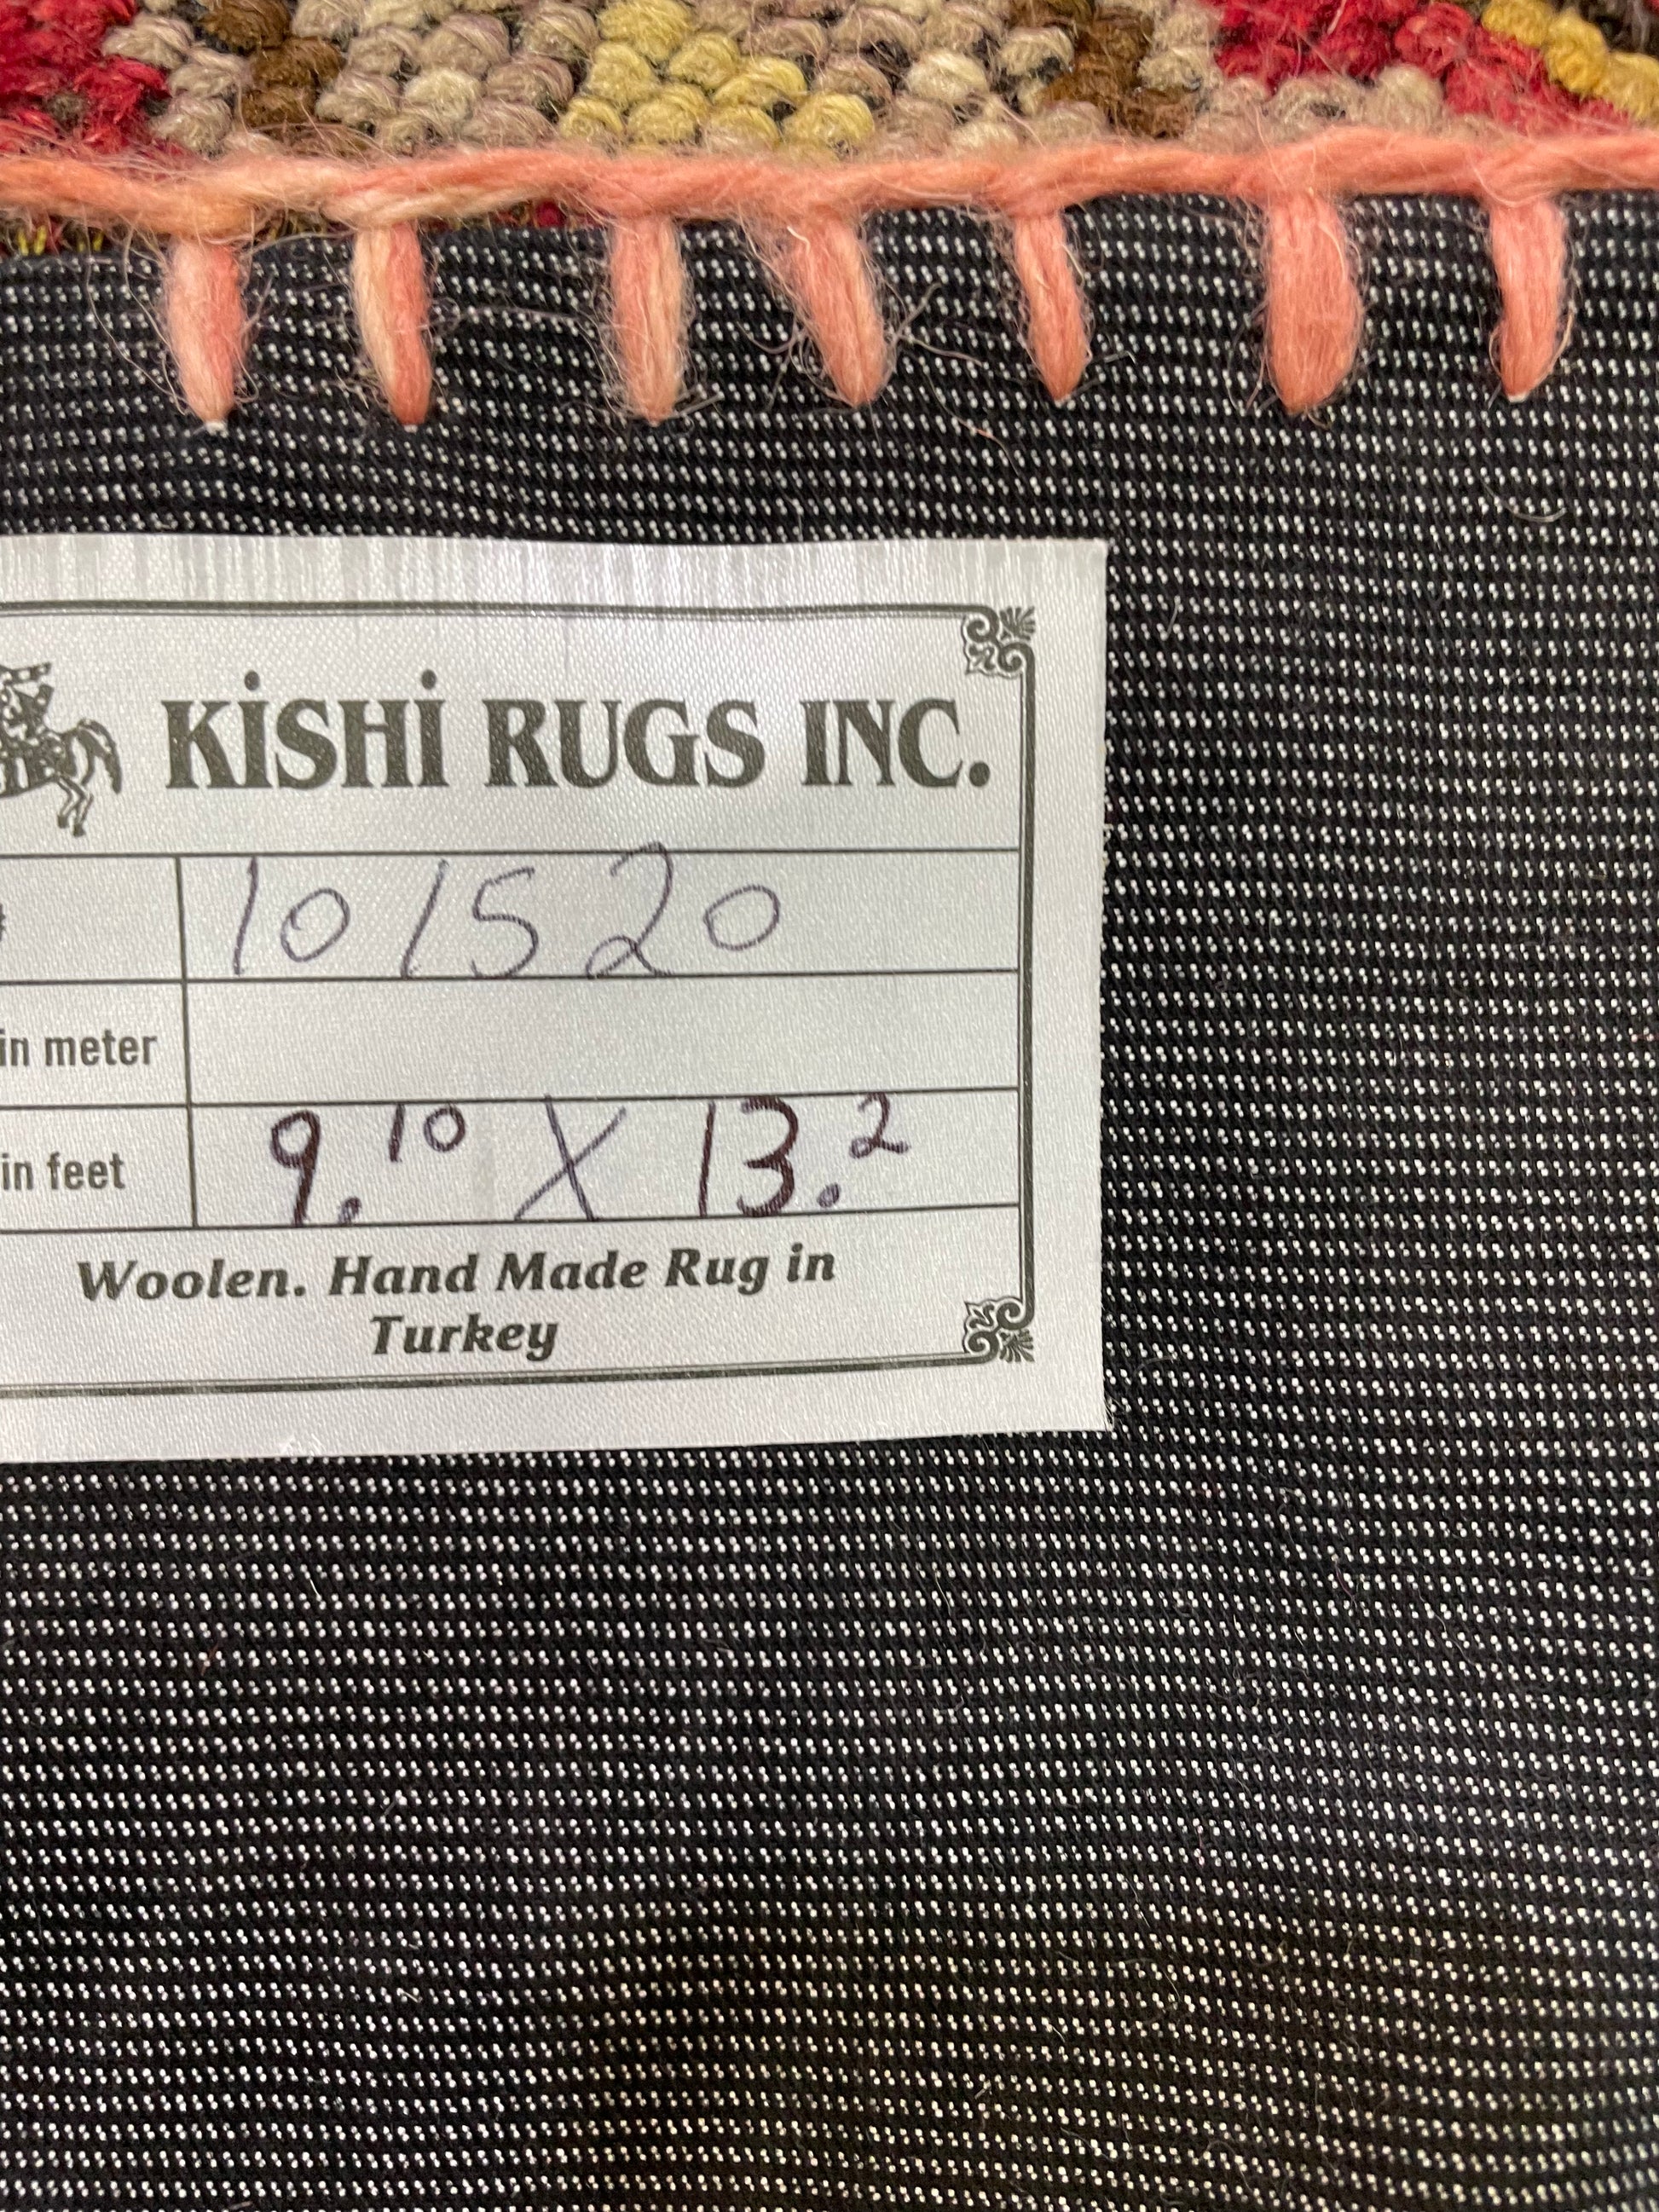 KİSHİ RUGS INC.
101520
in meter
in feet 9.10 X 13.2
Woolen. Hand Made Rug in
Turkey